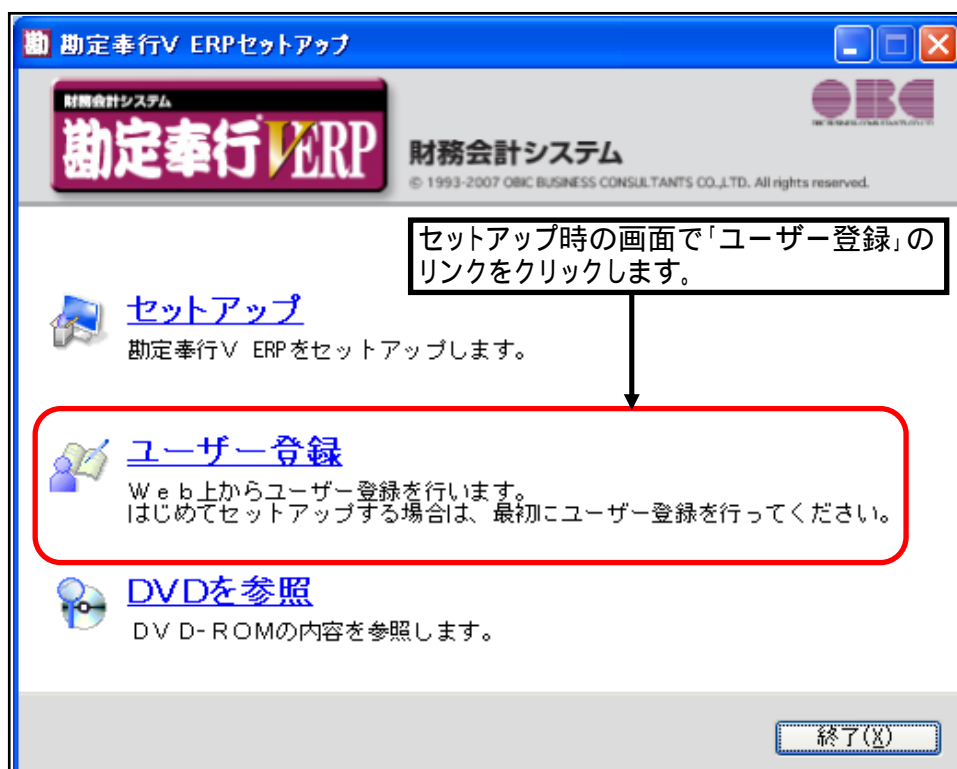 勘定奉行V ERPセットアップ
財務会計システム
勘定奉行VERP
OBC
財務会計システム
© 1993-2007 OBIC BUSINESS CONSULTANTS CO.,LTD. All rights reserved.
セットアップ時の画面で「ユーザー登録」の
リンクをクリックします。
セットアップ
勘定奉行V ERPをセットアップします。
ユーザー登録
Web上からユーザー登録を行います。
はじめてセットアップする場合は、最初にユーザー登録を行ってください。
DVDを参照
DVD-ROMの内容を参照します。
終了(X)